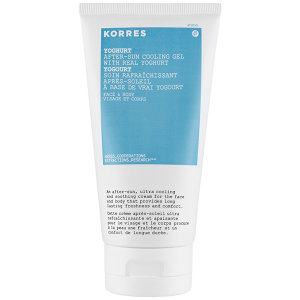 KORRES
YOGHURT
AFTER-SUN COOLING GEL
WITH REAL YOGHURT
YOGOURT
SOIN RAFRAÎCHISSANT
APRÈS-SOLEIL
À BASE DE VRAI YOGOURT
FACE & BODY
VISAGE ET CORPS
An after-sun, ultra cooling
and soothing cream for the face
and body that provides long
lasting freshness and comfort.
Cette crème après-soleil ultra
rafraîchissante et apaisante
pour le visage et le corps procure
à la peau une fraîcheur et un
confort de longue durée.